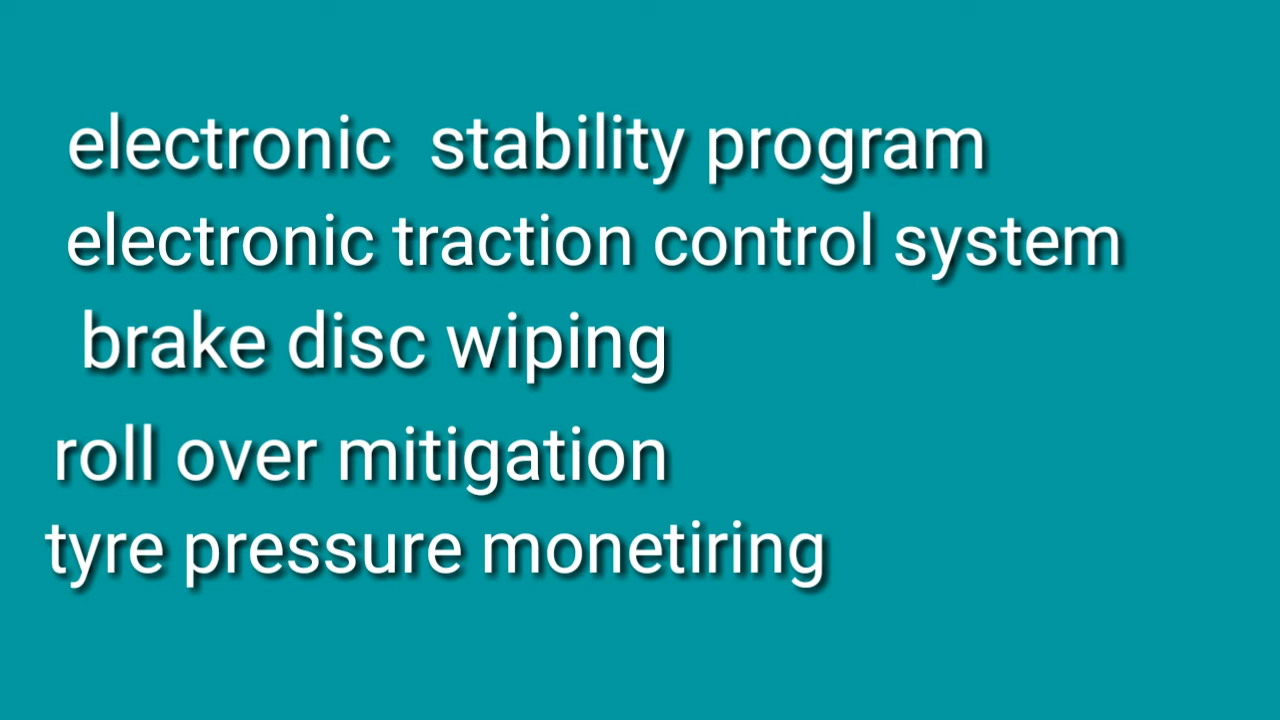 electronic  stability program
electronic traction control system
brake disc wiping
roll over mitigation
tyre pressure monetiring